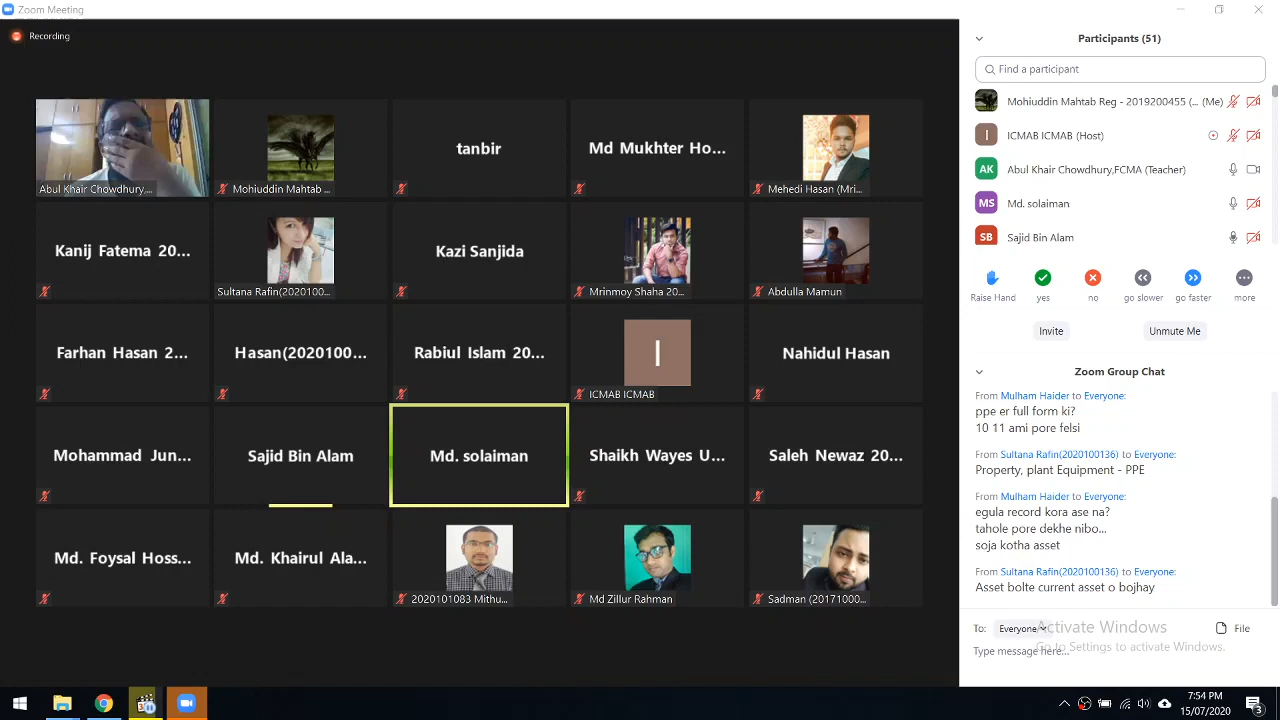 Zoom Meeting
Recording
Abul Khair Chowdhury,...
Mohiuddin Mahtab ...
tanbir
Md Mukhter Ho...
Mehedi Hasan (Mri...
Kanij Fatema 20...
Sultana Rafin(2020100...
Kazi Sanjida
Mrinmoy Shaha 20...
Abdulla Mamun
Farhan Hasan 2...
Hasan(2020100...
Rabiul Islam 20...
I
ICMAB ICMAB
Nahidul Hasan
Mohammad Jun...
Sajid Bin Alam
Md. solaiman
Shaikh Wayes U...
Saleh Newaz 20...
Md. Foysal Hoss...
Md. Khairul Ala...
2020101083 Mithu...
Md Zillur Rahman
Sadman (20171000...
Participants (51)
Find a participant
Mohiuddin Mahtab Reg - 2019200455 (... (Me)
I ICMAB ICMAB (Host)
AK Abul Khair Chowdhury,FCMA (Teacher)
MS Md. solaiman
SB Sajid Bin Alam
Raise Hand yes no go slower go faster more
Invite Unmute Me
Zoom Group Chat
From Mulham Haider to Everyone:
ppe er full form ki?
10 11 ami pore felsi
From Sultana Rafin(2020100136) to Everyone:
Property, plant Equipment - PPE
From Mulham Haider to Everyone:
egula record kora ase na?
tahole pore dekhe nibo...
soja kotha asset
From Sultana Rafin(2020100136) to Everyone:
Asset bolte current asset o bojhay
To: Everyone File
Activate Windows
Go to Settings to activate Windows.
Type message here...
7:54 PM
15/07/2020
3